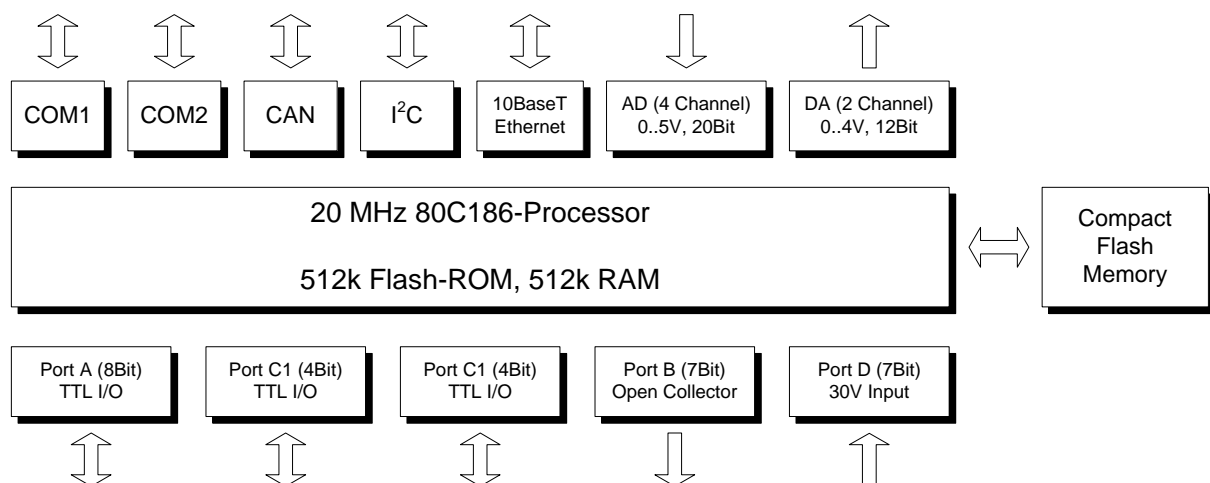 COM1
COM2
CAN
I²C
10BaseT
Ethernet
AD (4 Channel)
0..5V, 20Bit
DA (2 Channel)
0..4V, 12Bit
20 MHz 80C186-Processor
512k Flash-ROM, 512k RAM
Compact
Flash
Memory
Port A (8Bit)
TTL I/O
Port C1 (4Bit)
TTL I/O
Port C1 (4Bit)
TTL I/O
Port B (7Bit)
Open Collector
Port D (7Bit)
30V Input